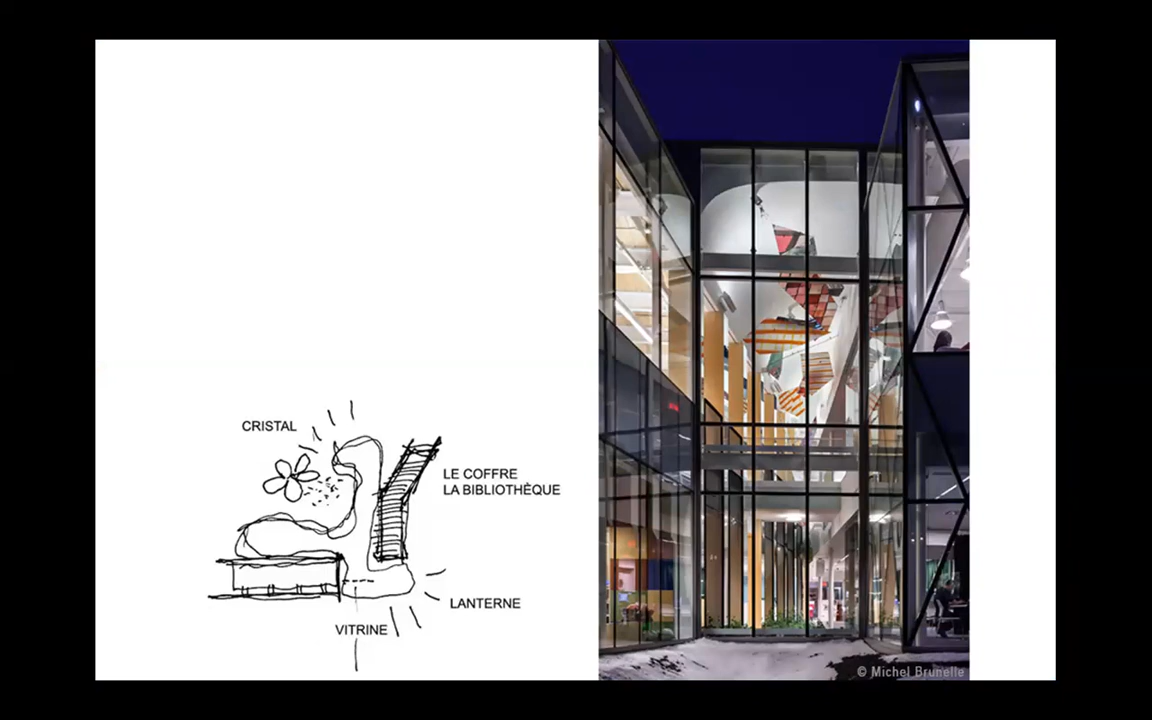 CRISTAL
LE COFFRE
LA BIBLIOTHÈQUE
LANTERNE
VITRINE
© Michel Brunelle